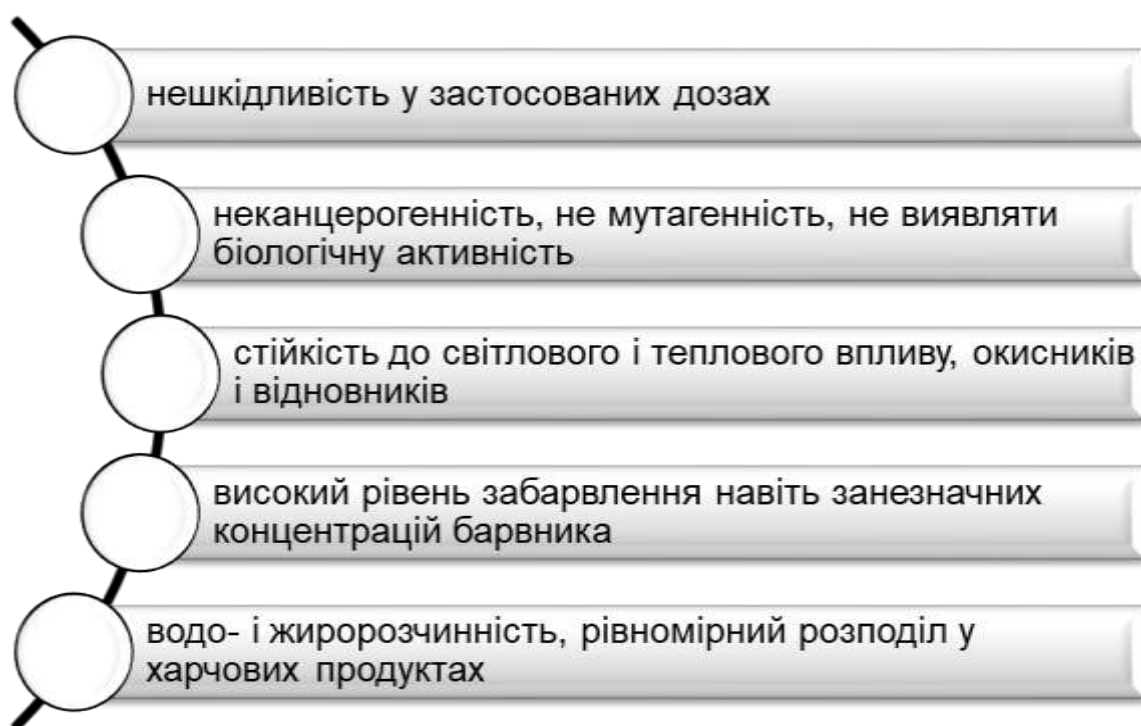 нешкідливість у застосованих дозах
неканцерогенність, не мутагенність, не виявляти
біологічну активність
стійкість до світлового і теплового впливу, окисників
і відновників
високий рівень забарвлення навіть занезначних
концентрацій барвника
водо- і жиророзчинність, рівномірний розподіл у
харчових продуктах